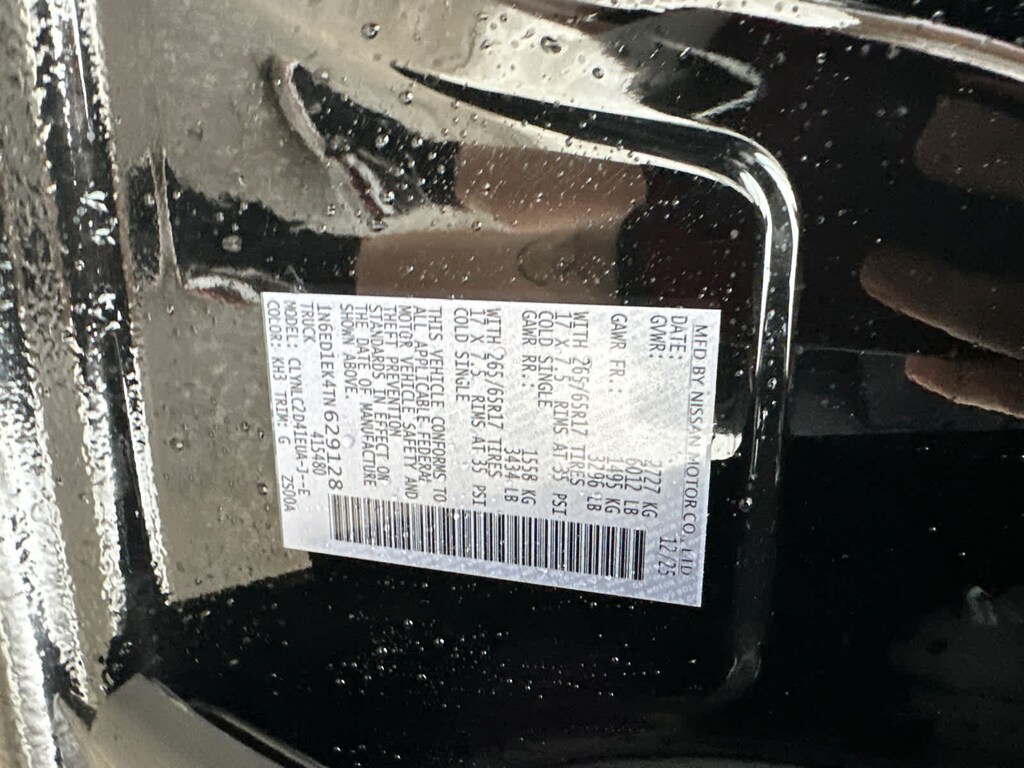 MFD BY NISSAN MOTOR CO., LTD
DATE: 12/25
GVWR: 2727 KG
6012 LB
GAWR FR.: 1495 KG
3296 LB
WITH 265/65R17 TIRES
17 X 7.5 RIMS AT 35 PSI
COLD SINGLE
GAWR RR.: 1558 KG
3434 LB
WITH 265/65R17 TIRES
17 X 7.5 RIMS AT 35 PSI
COLD SINGLE
THIS VEHICLE CONFORMS TO
ALL APPLICABLE FEDERAL
MOTOR VEHICLE SAFETY AND
THEFT PREVENTION
STANDARDS IN EFFECT ON
THE DATE OF MANUFACTURE
SHOWN ABOVE.
1N6ED1EK4TN629128
TRUCK 415480
MODEL: CLYNLC2D41EUA-J--E
COLOR: KH3 TRIM: G Z500A